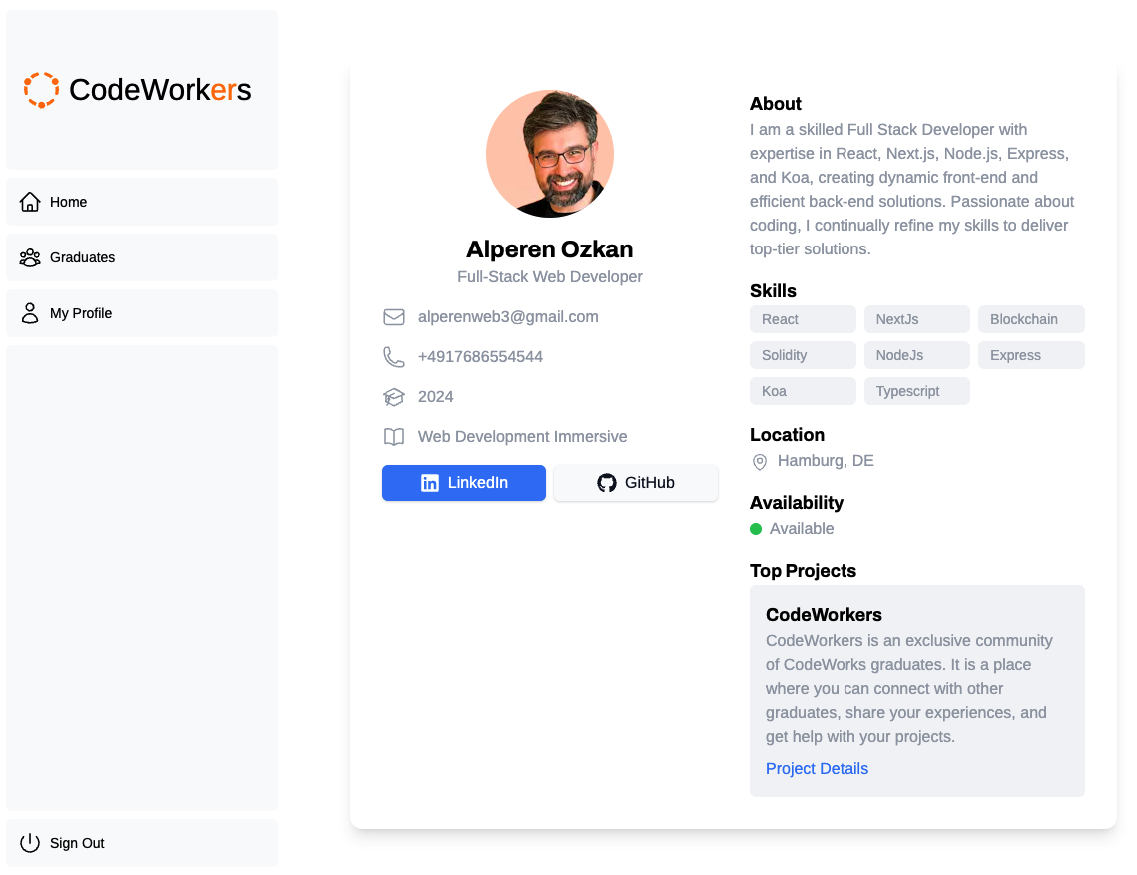 CodeWorkers
Home
Graduates
My Profile
Sign Out
Alperen Ozkan
Full-Stack Web Developer
alperenweb3@gmail.com
+4917686554544
2024
Web Development Immersive
LinkedIn
GitHub
About
I am a skilled Full Stack Developer with
expertise in React, Next.js, Node.js, Express,
and Koa, creating dynamic front-end and
efficient back-end solutions. Passionate about
coding, I continually refine my skills to deliver
top-tier solutions.
Skills
React NextJs Blockchain
Solidity NodeJs Express
Koa Typescript
Location
Hamburg, DE
Availability
Available
Top Projects
CodeWorkers
CodeWorkers is an exclusive community
of CodeWorks graduates. It is a place
where you can connect with other
graduates, share your experiences, and
get help with your projects.
Project Details